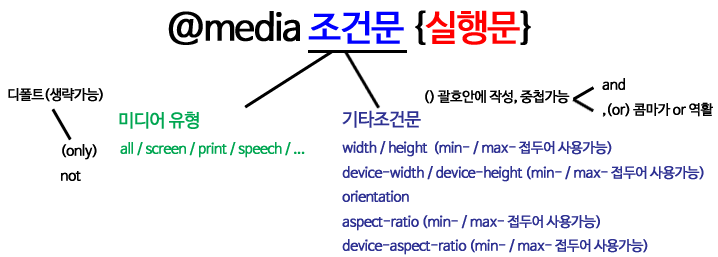 @media 조건문 {실행문}
디폴트(생략가능)
(only)
not
미디어 유형
all / screen / print / speech / ...
() 괄호안에 작성, 중첩가능
and
,(or) 콤마가 or 역활
기타조건문
width / height (min- / max- 접두어 사용가능)
device-width / device-height (min- / max- 접두어 사용가능)
orientation
aspect-ratio (min- / max- 접두어 사용가능)
device-aspect-ratio (min- / max- 접두어 사용가능)